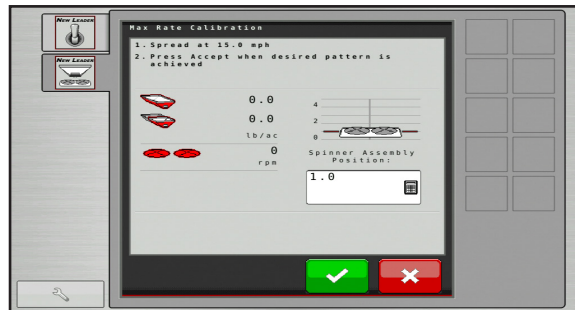 New Leader
New Leader
Max Rate Calibration
1. Spread at 15.0 mph
2. Press Accept when desired pattern is
achieved
0.0
0.0
lb/ac
0
rpm
4
2
0
Spinner Assembly
Position:
1.0